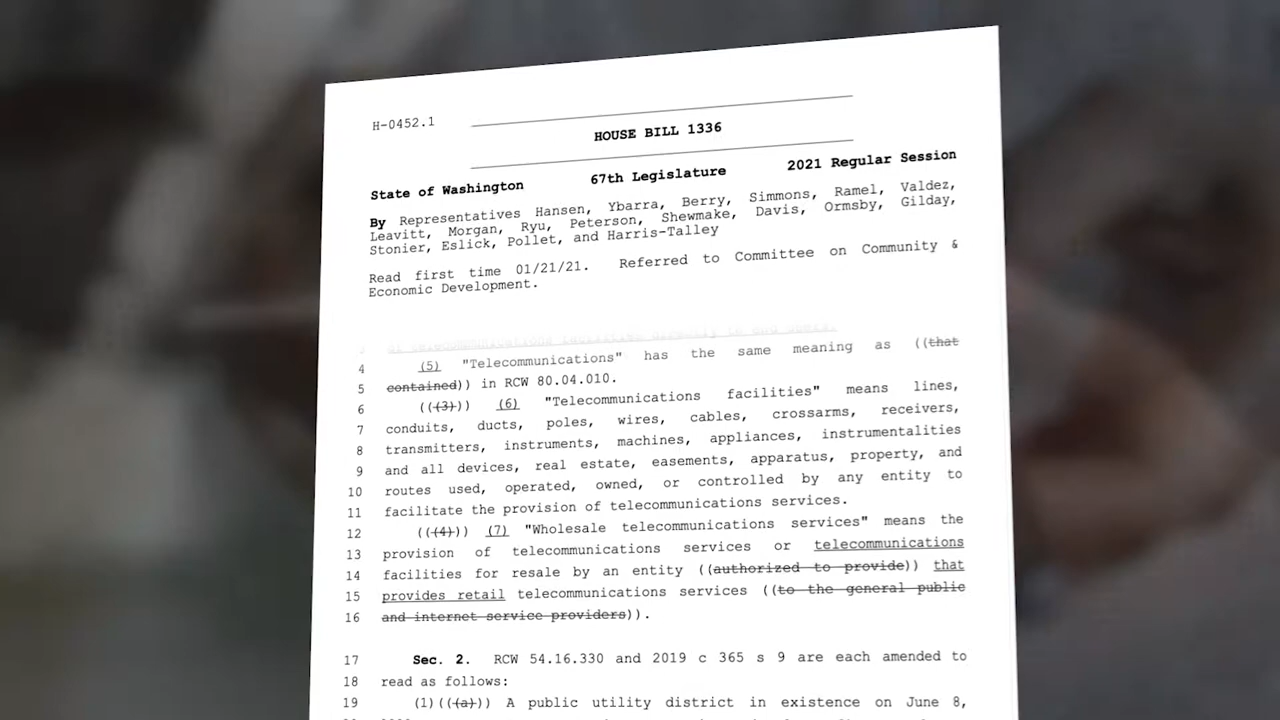 H-0452.1
HOUSE BILL 1336
State of Washington 67th Legislature 2021 Regular Session
By Representatives Hansen, Ybarra, Berry, Simmons, Ramel, Valdez,
Leavitt, Morgan, Ryu, Peterson, Shewmake, Davis, Ormsby, Gilday,
Stonier, Eslick, Pollet, and Harris-Talley
Read first time 01/21/21. Referred to Committee on Community &
Economic Development.
of telecommunications facilities directly to end users.
4 (5) "Telecommunications" has the same meaning as ((that
5 contained)) in RCW 80.04.010.
6 (((3))) (6) "Telecommunications facilities" means lines,
7 conduits, ducts, poles, wires, cables, crossarms, receivers,
8 transmitters, instruments, machines, appliances, instrumentalities
9 and all devices, real estate, easements, apparatus, property, and
10 routes used, operated, owned, or controlled by any entity to
11 facilitate the provision of telecommunications services.
12 (((4))) (7) "Wholesale telecommunications services" means the
13 provision of telecommunications services or telecommunications
14 facilities for resale by an entity ((authorized to provide)) that
15 provides retail telecommunications services ((to the general public
16 and internet service providers)).
17 Sec. 2. RCW 54.16.330 and 2019 c 365 s 9 are each amended to
18 read as follows:
19 (1)(((a))) A public utility district in existence on June 8,